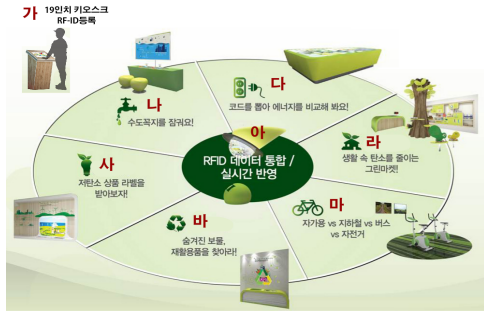 가 19인치 키오스크
RF-ID등록
나
수도꼭지를 잠궈요!
다
코드를 뽑아 에너지를 비교해 봐요!
라
생활 속 탄소를 줄이는
그린마켓!
마
자가용 vs 지하철 vs 버스
vs 자전거
바
숨겨진 보물,
재활용품을 찾아라!
사
저탄소 상품 라벨을
받아보자!
아
RFID 데이터 통합 /
실시간 반영